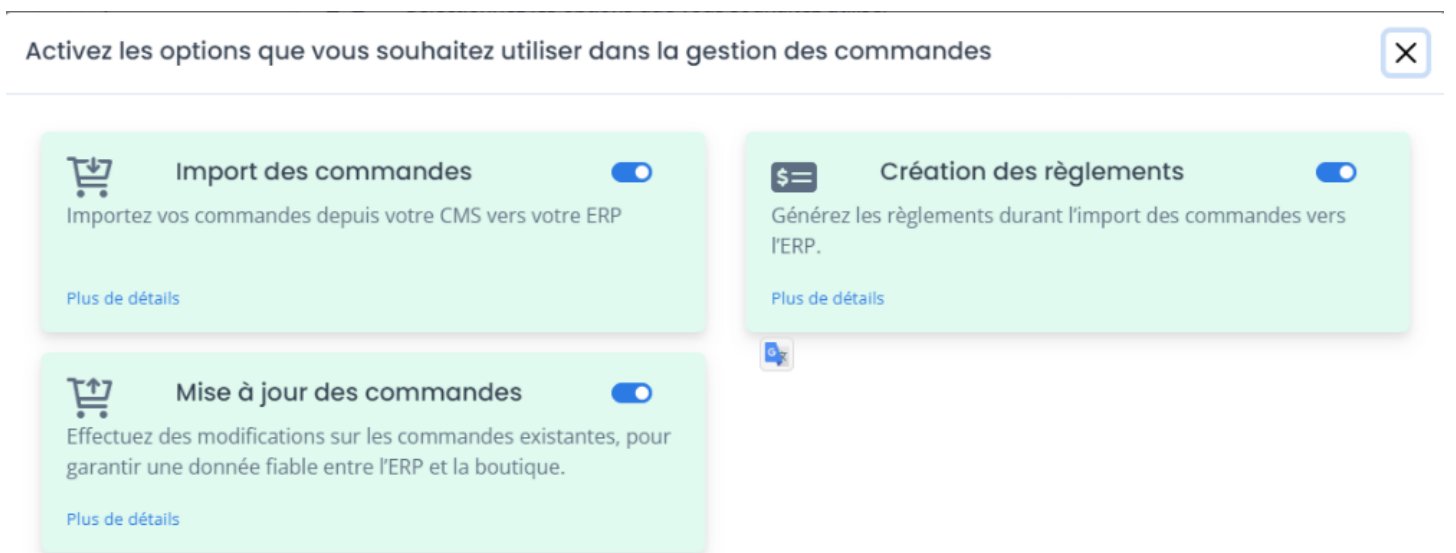 Activez les options que vous souhaitez utiliser dans la gestion des commandes
Import des commandes
Importez vos commandes depuis votre CMS vers votre ERP
Plus de détails
Création des règlements
Générez les règlements durant l'import des commandes vers
l'ERP.
Plus de détails
Mise à jour des commandes
Effectuez des modifications sur les commandes existantes, pour
garantir une donnée fiable entre l'ERP et la boutique.
Plus de détails